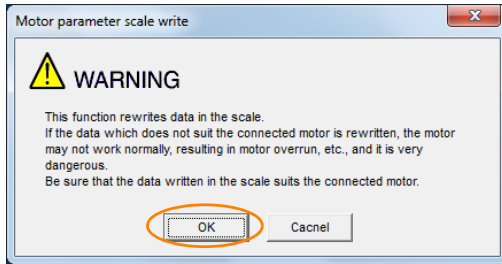 Motor parameter scale write
WARNING
This function rewrites data in the scale.
If the data which does not suit the connected motor is rewritten, the motor
may not work normally, resulting in motor overrun, etc., and it is very
dangerous.
Be sure that the data written in the scale suits the connected motor.
OK
Cacnel